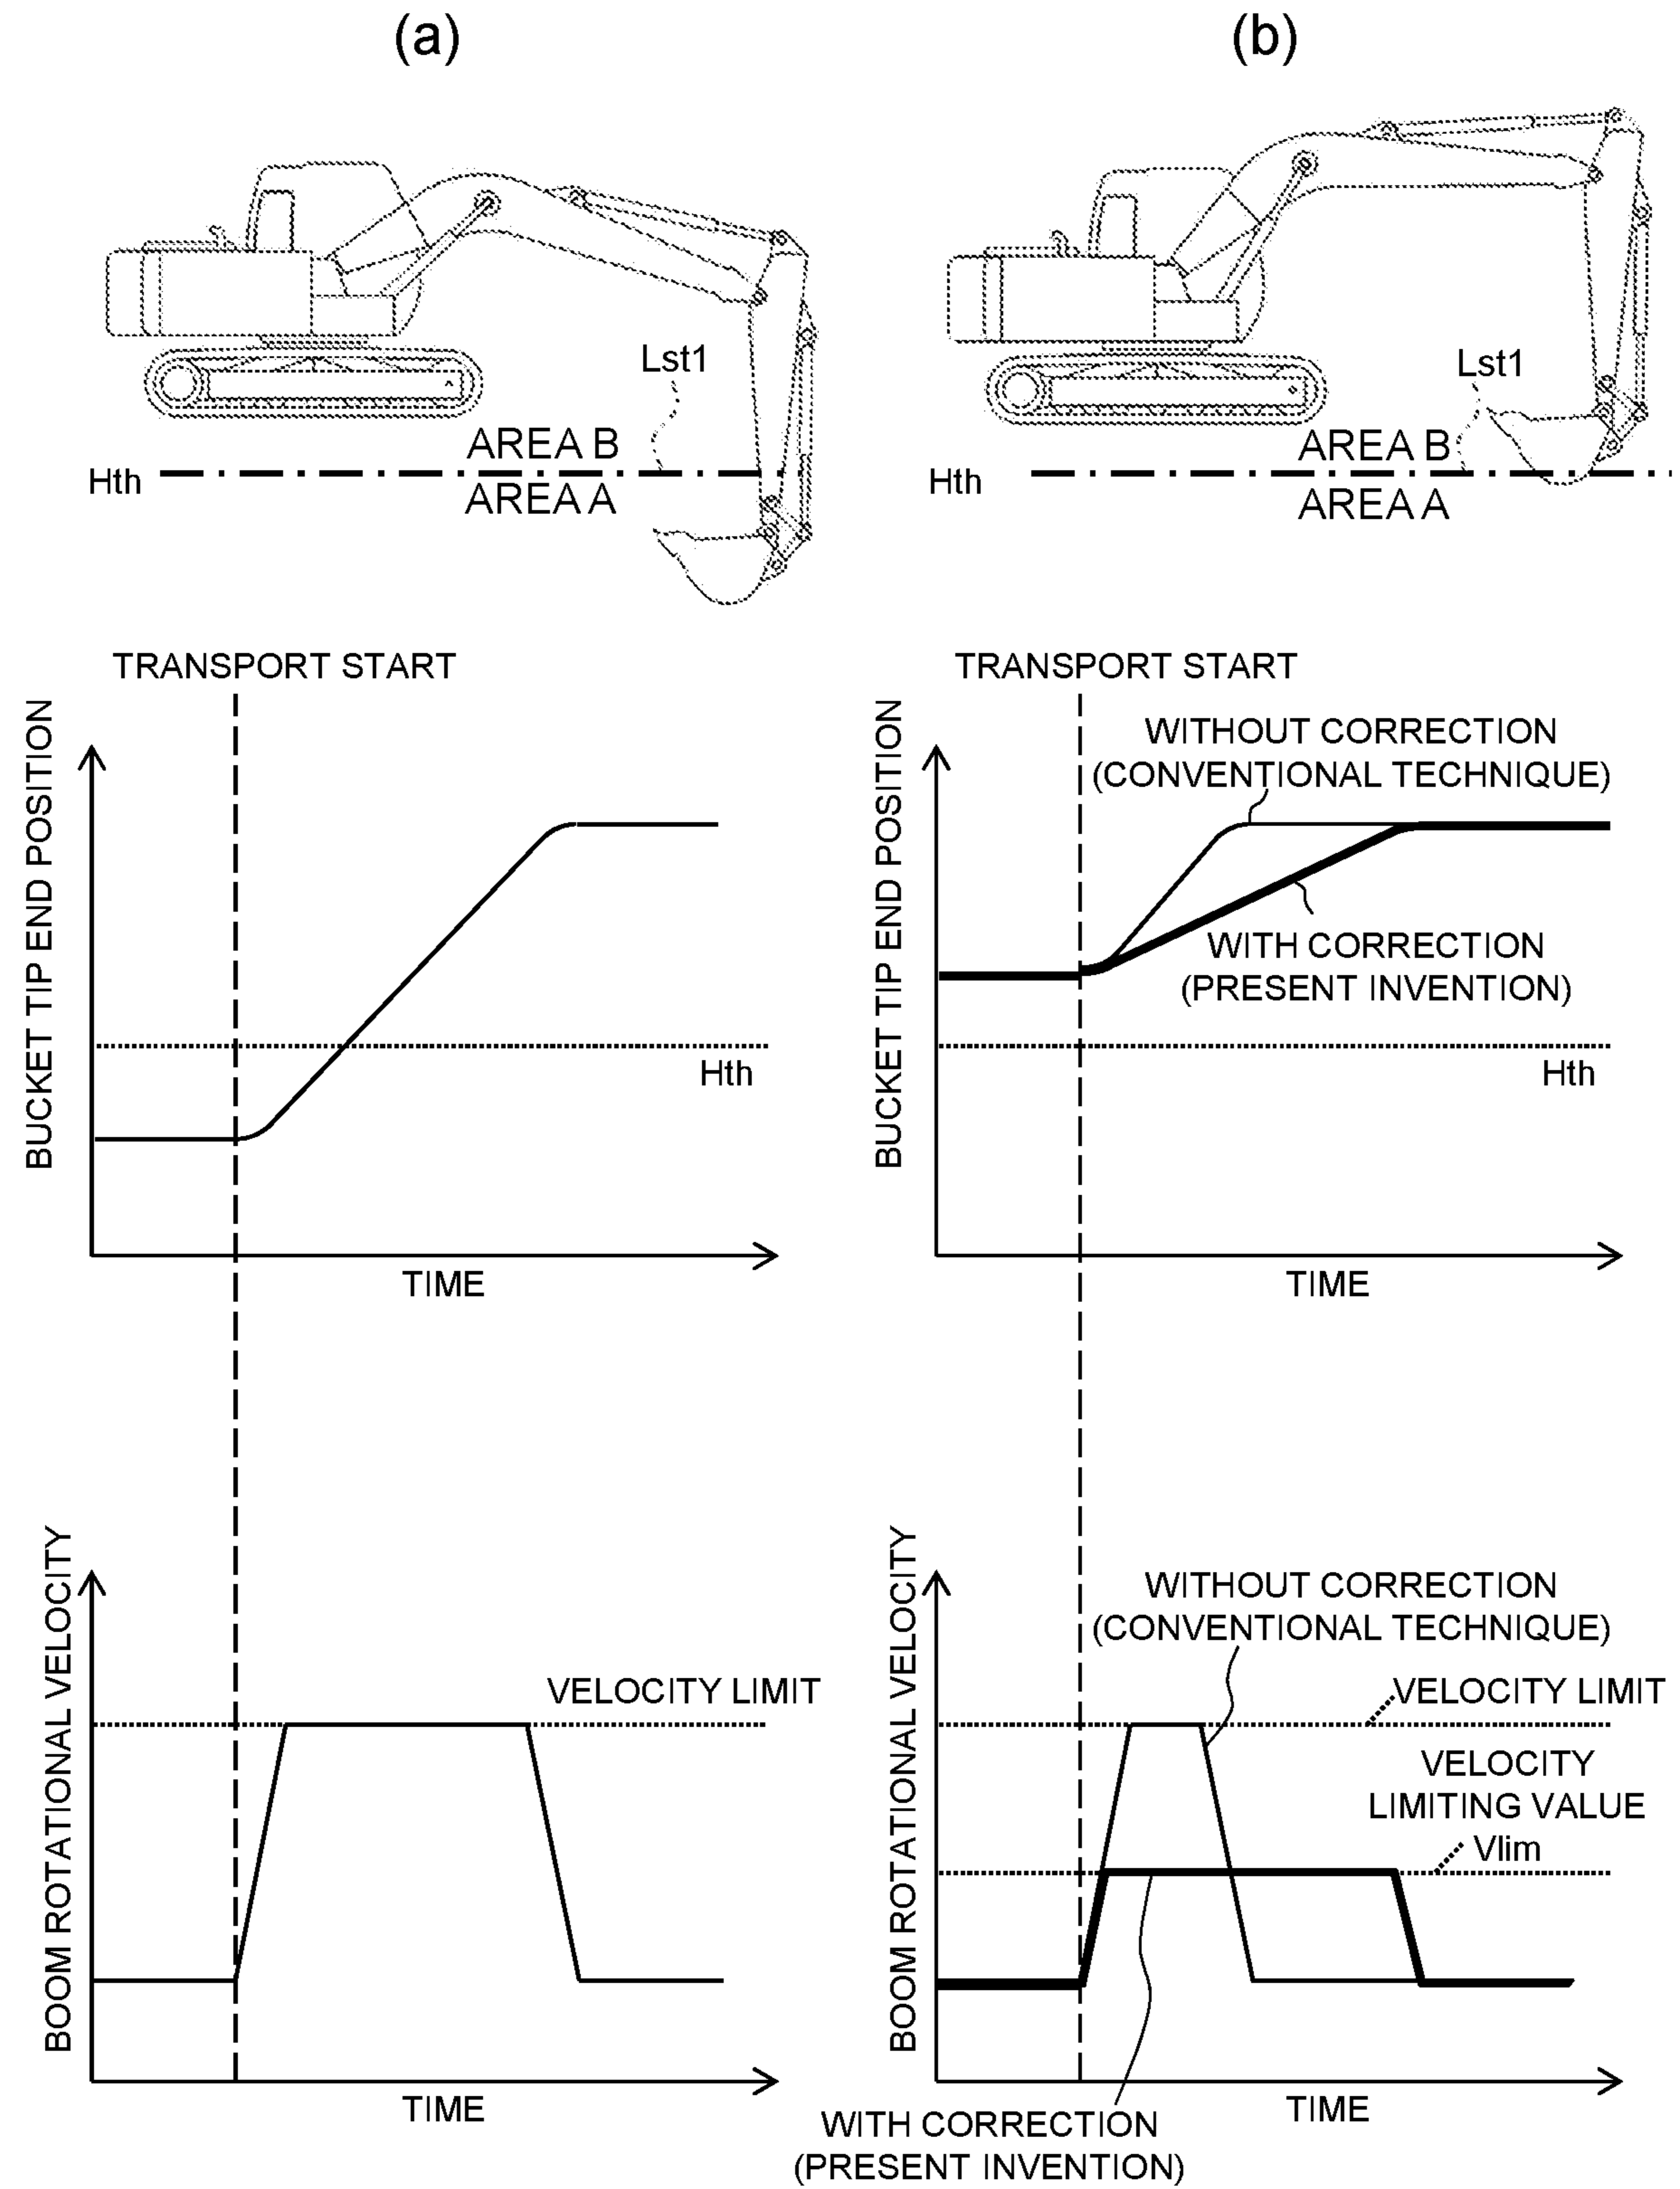 (a)
Lst1
AREA B
Hth
AREA A
TRANSPORT START
BUCKET TIP END POSITION
Hth
TIME
BOOM ROTATIONAL VELOCITY
VELOCITY LIMIT
TIME
(b)
Lst1
AREA B
Hth
AREA A
TRANSPORT START
BUCKET TIP END POSITION
WITHOUT CORRECTION
(CONVENTIONAL TECHNIQUE)
WITH CORRECTION
(PRESENT INVENTION)
Hth
TIME
BOOM ROTATIONAL VELOCITY
WITHOUT CORRECTION
(CONVENTIONAL TECHNIQUE)
VELOCITY LIMIT
VELOCITY
LIMITING VALUE
Vlim
TIME
WITH CORRECTION
(PRESENT INVENTION)